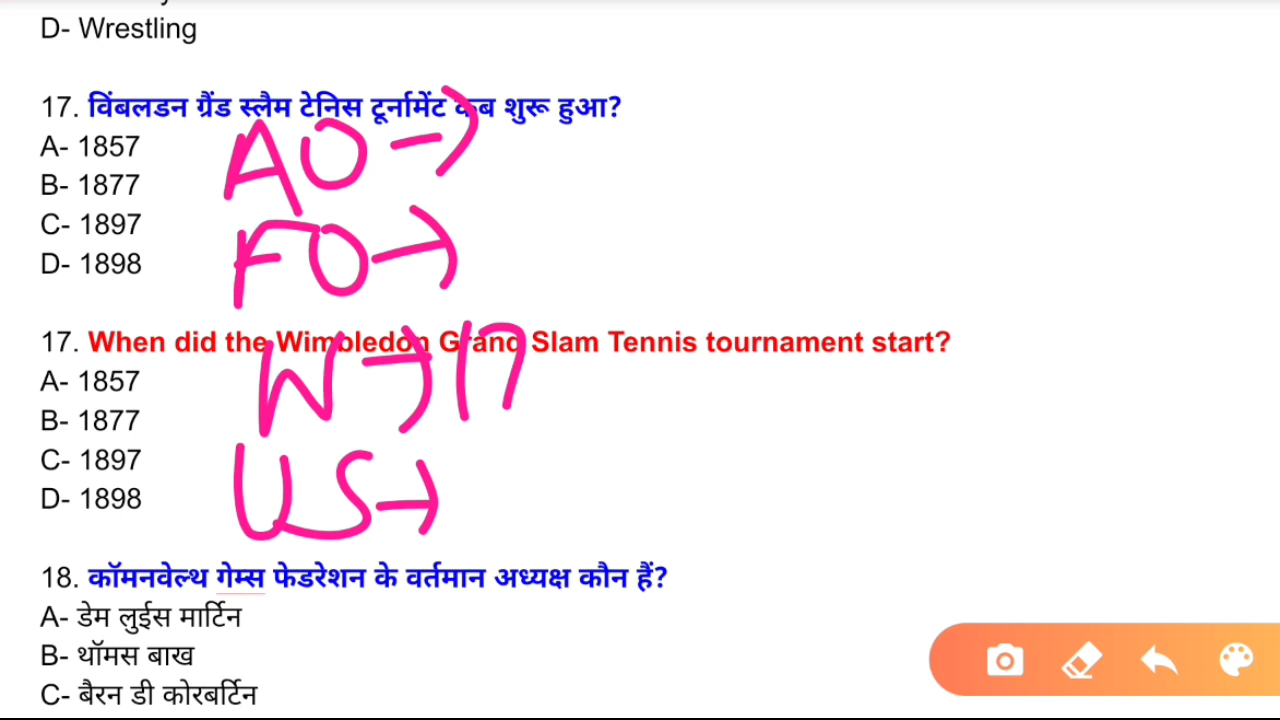 D- Wrestling
17. विंबलडन ग्रैंड स्लैम टेनिस टूर्नामेंट कब शुरू हुआ?
A- 1857
B- 1877
C- 1897
D- 1898
AO →
FO →
17. When did the Wimbledon Grand Slam Tennis tournament start?
A- 1857
B- 1877
C- 1897
D- 1898
W → 17
US →
18. कॉमनवेल्थ गेम्स फेडरेशन के वर्तमान अध्यक्ष कौन हैं?
A- डेम लुईस मार्टिन
B- थॉमस बाख
C- बैरन डी कोरबर्टिन